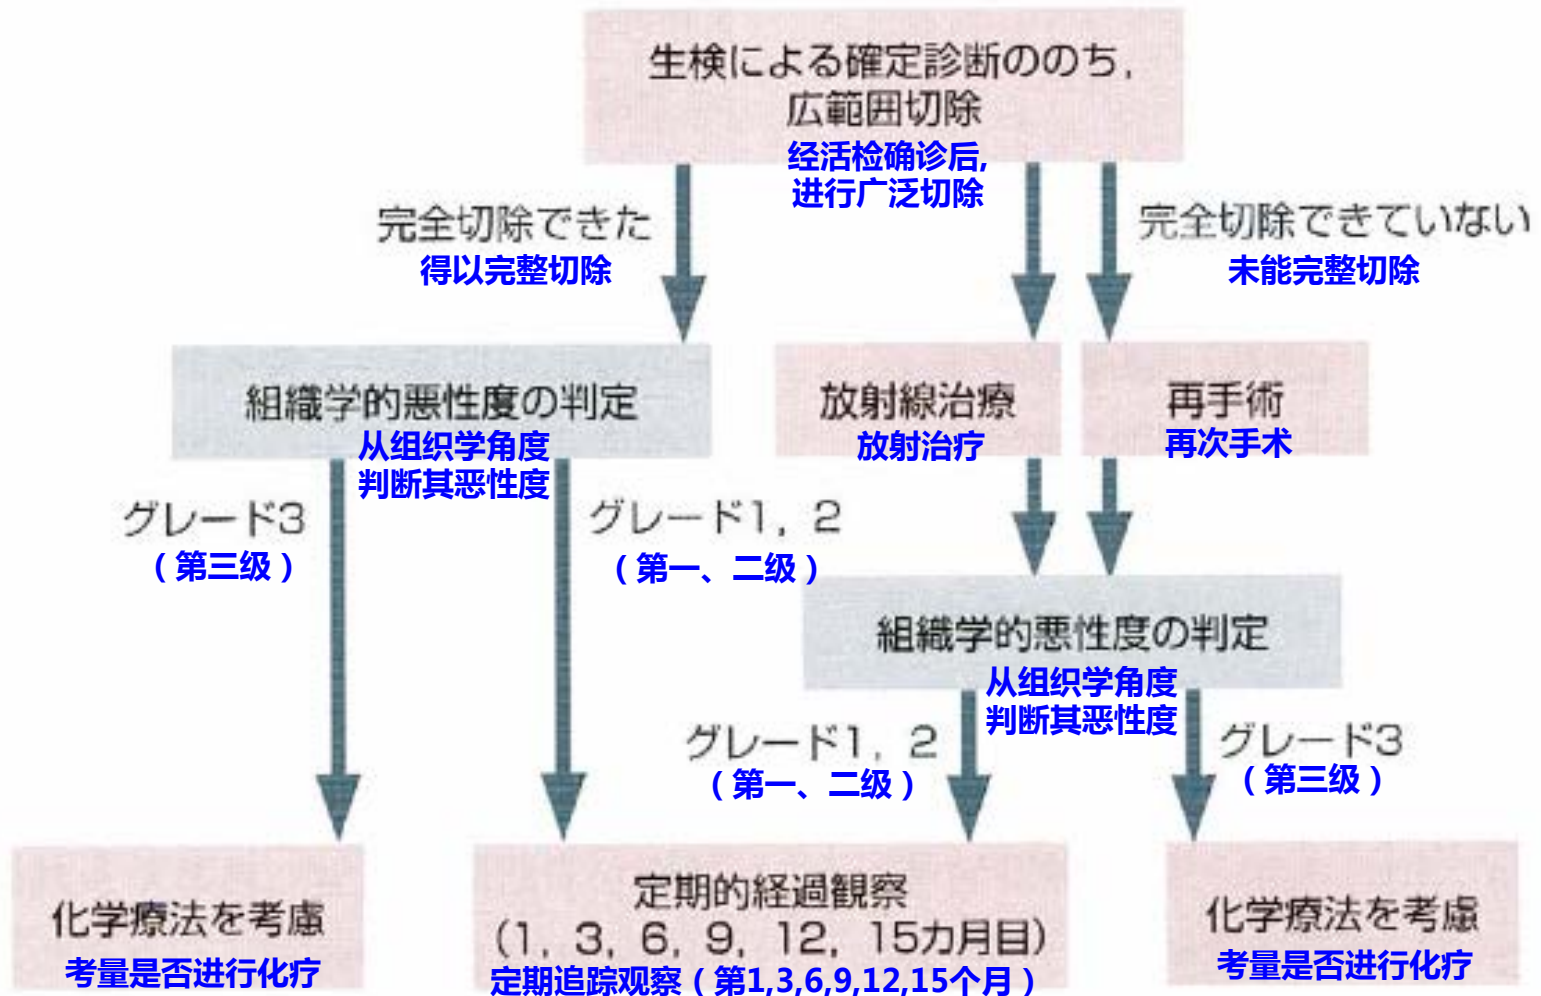 生検による確定診断ののち,
広範囲切除
经活检确诊后,
进行广泛切除
完全切除できた
得以完整切除
完全切除できていない
未能完整切除
組織学的悪性度の判定
从组织学角度
判断其恶性度
放射線治療
放射治疗
再手術
再次手术
グレード3
（第三级）
グレード1, 2
（第一、二级）
組織学的悪性度の判定
从组织学角度
判断其恶性度
グレード1, 2
（第一、二级）
グレード3
（第三级）
化学療法を考慮
考量是否进行化疗
定期的経過観察
(1, 3, 6, 9, 12, 15カ月目)
定期追踪观察（第1,3,6,9,12,15个月）
化学療法を考慮
考量是否进行化疗